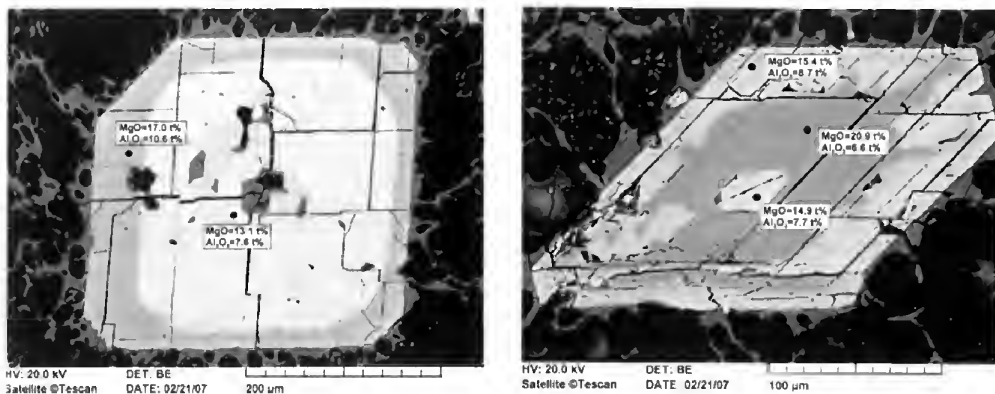 MgO=17.0 t%
Al₂O₃=10.6 t%
MgO=13.1 t%
Al₂O₃=7.6 t%
HV: 20.0 kV DET: BE
Satellite ©Tescan DATE: 02/21/07 200 µm
MgO=15.4 t%
Al₂O₃=8.7 t%
MgO=20.9 t%
Al₂O₃=6.6 t%
MgO=14.9 t%
Al₂O₃=7.7 t%
HV: 20.0 kV DET: BE
Satellite ©Tescan DATE 02/21/07 100 µm